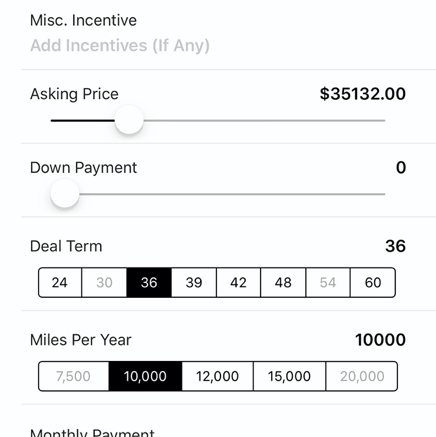 Misc. Incentive
Add Incentives (If Any)
Asking Price $35132.00
Down Payment 0
Deal Term 36
24 30 36 39 42 48 54 60
Miles Per Year 10000
7,500 10,000 12,000 15,000 20,000
Monthly Payment